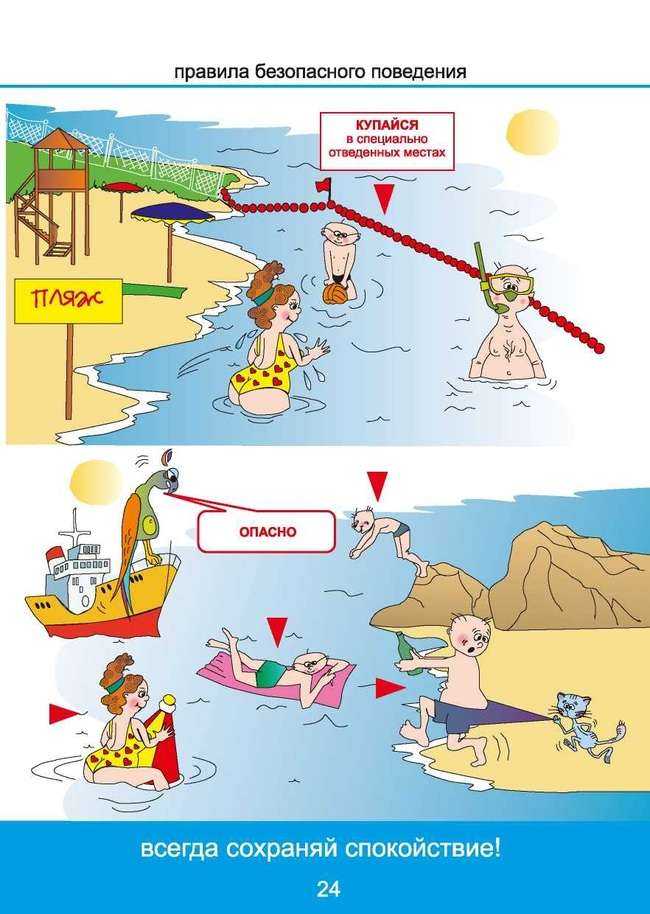 правила безопасного поведения
КУПАЙСЯ
в специально
отведенных местах
ПЛЯЖ
ОПАСНО
всегда сохраняй спокойствие!
24